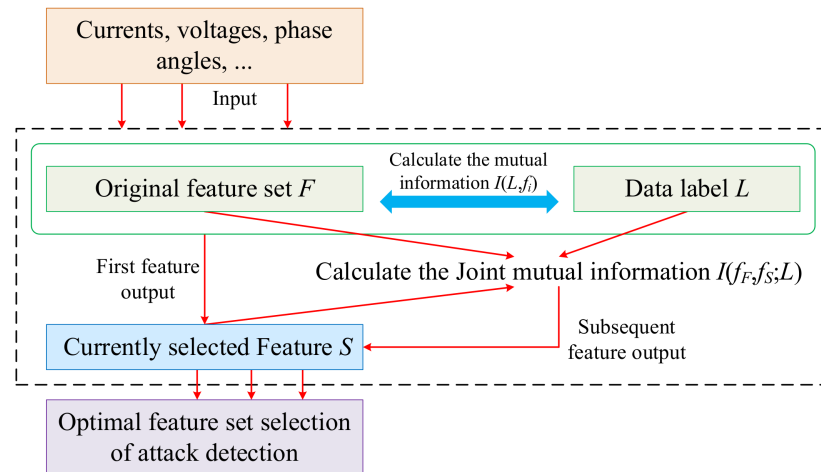 Currents, voltages, phase
angles, ...
Input
Original feature set F
Calculate the mutual
information I(L,fi)
Data label L
First feature
output
Calculate the Joint mutual information I(fF,fS;L)
Currently selected Feature S
Subsequent
feature output
Optimal feature set selection
of attack detection